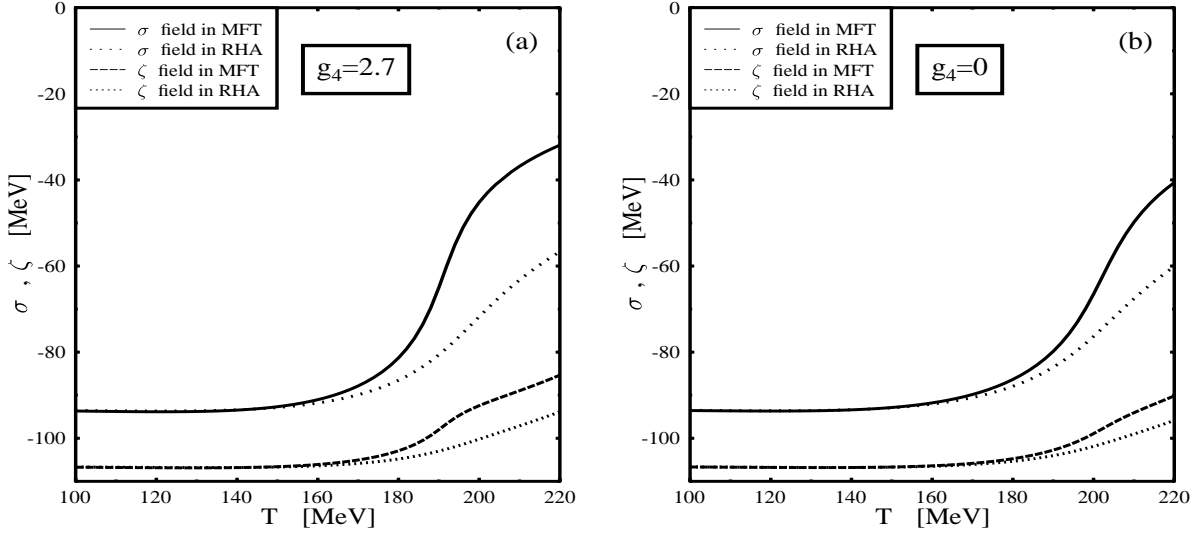 σ field in MFT
σ field in RHA
ζ field in MFT
ζ field in RHA
g4=2.7
(a)
0
-20
-40
-60
-80
-100
σ , ζ [MeV]
100 120 140 160 180 200 220
T [MeV]
σ field in MFT
σ field in RHA
ζ field in MFT
ζ field in RHA
g4=0
(b)
0
-20
-40
-60
-80
-100
σ , ζ [MeV]
100 120 140 160 180 200 220
T [MeV]